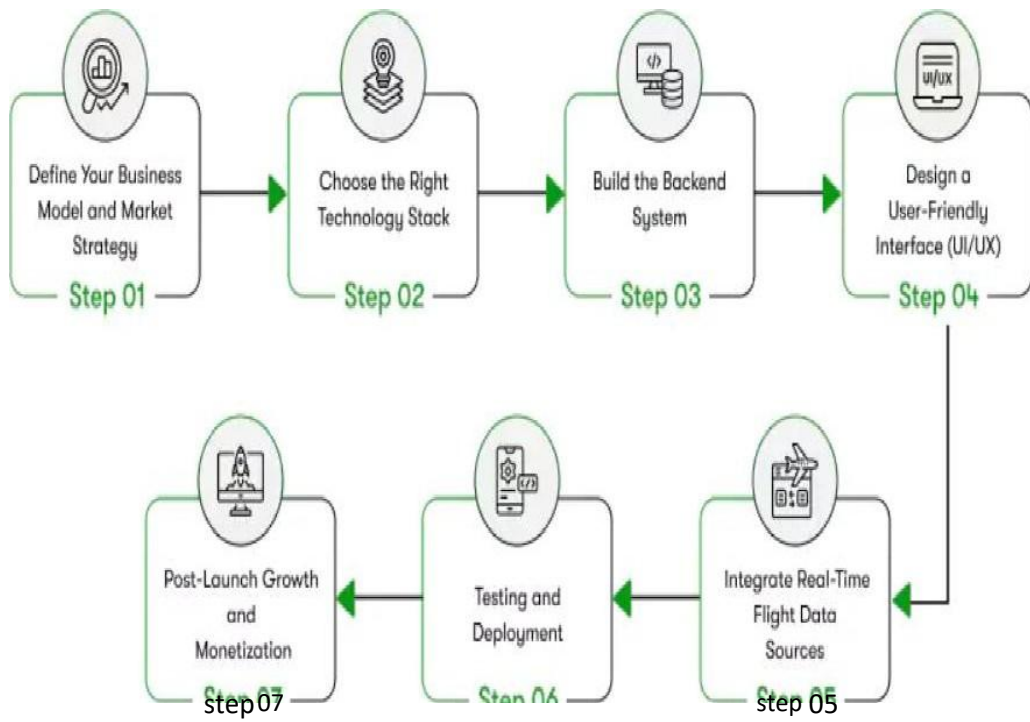 </>
UI/UX
Define Your Business
Model and Market
Strategy
Step 01
Choose the Right
Technology Stack
Step 02
Build the Backend
System
Step 03
Design a
User-Friendly
Interface (UI/UX)
Step 04
</>
Integrate Real-Time
Flight Data
Sources
step 05
Testing and
Deployment
Step 06
Post-Launch Growth
and
Monetization
step 07